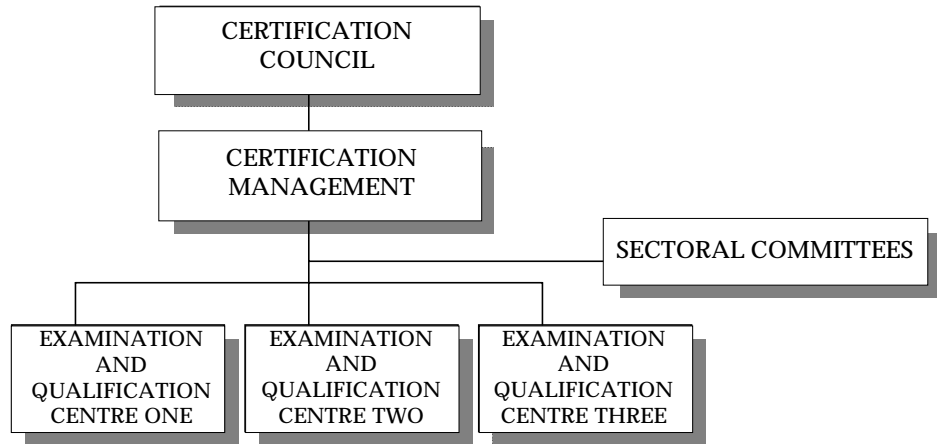 CERTIFICATION
COUNCIL
CERTIFICATION
MANAGEMENT
SECTORAL COMMITTEES
EXAMINATION
AND
QUALIFICATION
CENTRE ONE
EXAMINATION
AND
QUALIFICATION
CENTRE TWO
EXAMINATION
AND
QUALIFICATION
CENTRE THREE